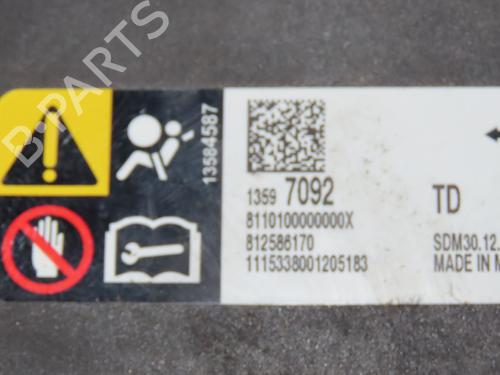 B-PARTS
13584587
1359 7092
TD
8110100000000X
812586170
SDM30.12.
1115338001205183
MADE IN M